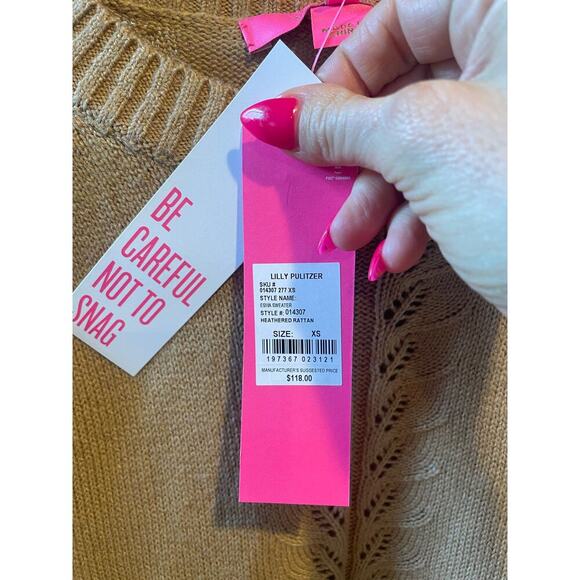 BE
CAREFUL
NOT TO
SNAG
LILLY PULITZER
SKU #
014307 277 XS
STYLE NAME:
SWEATER
STYLE #: 014307
HEATHERED RATTAN
SIZE: XS
197367 023121
MANUFACTURER'S SUGGESTED PRICE
$118.00